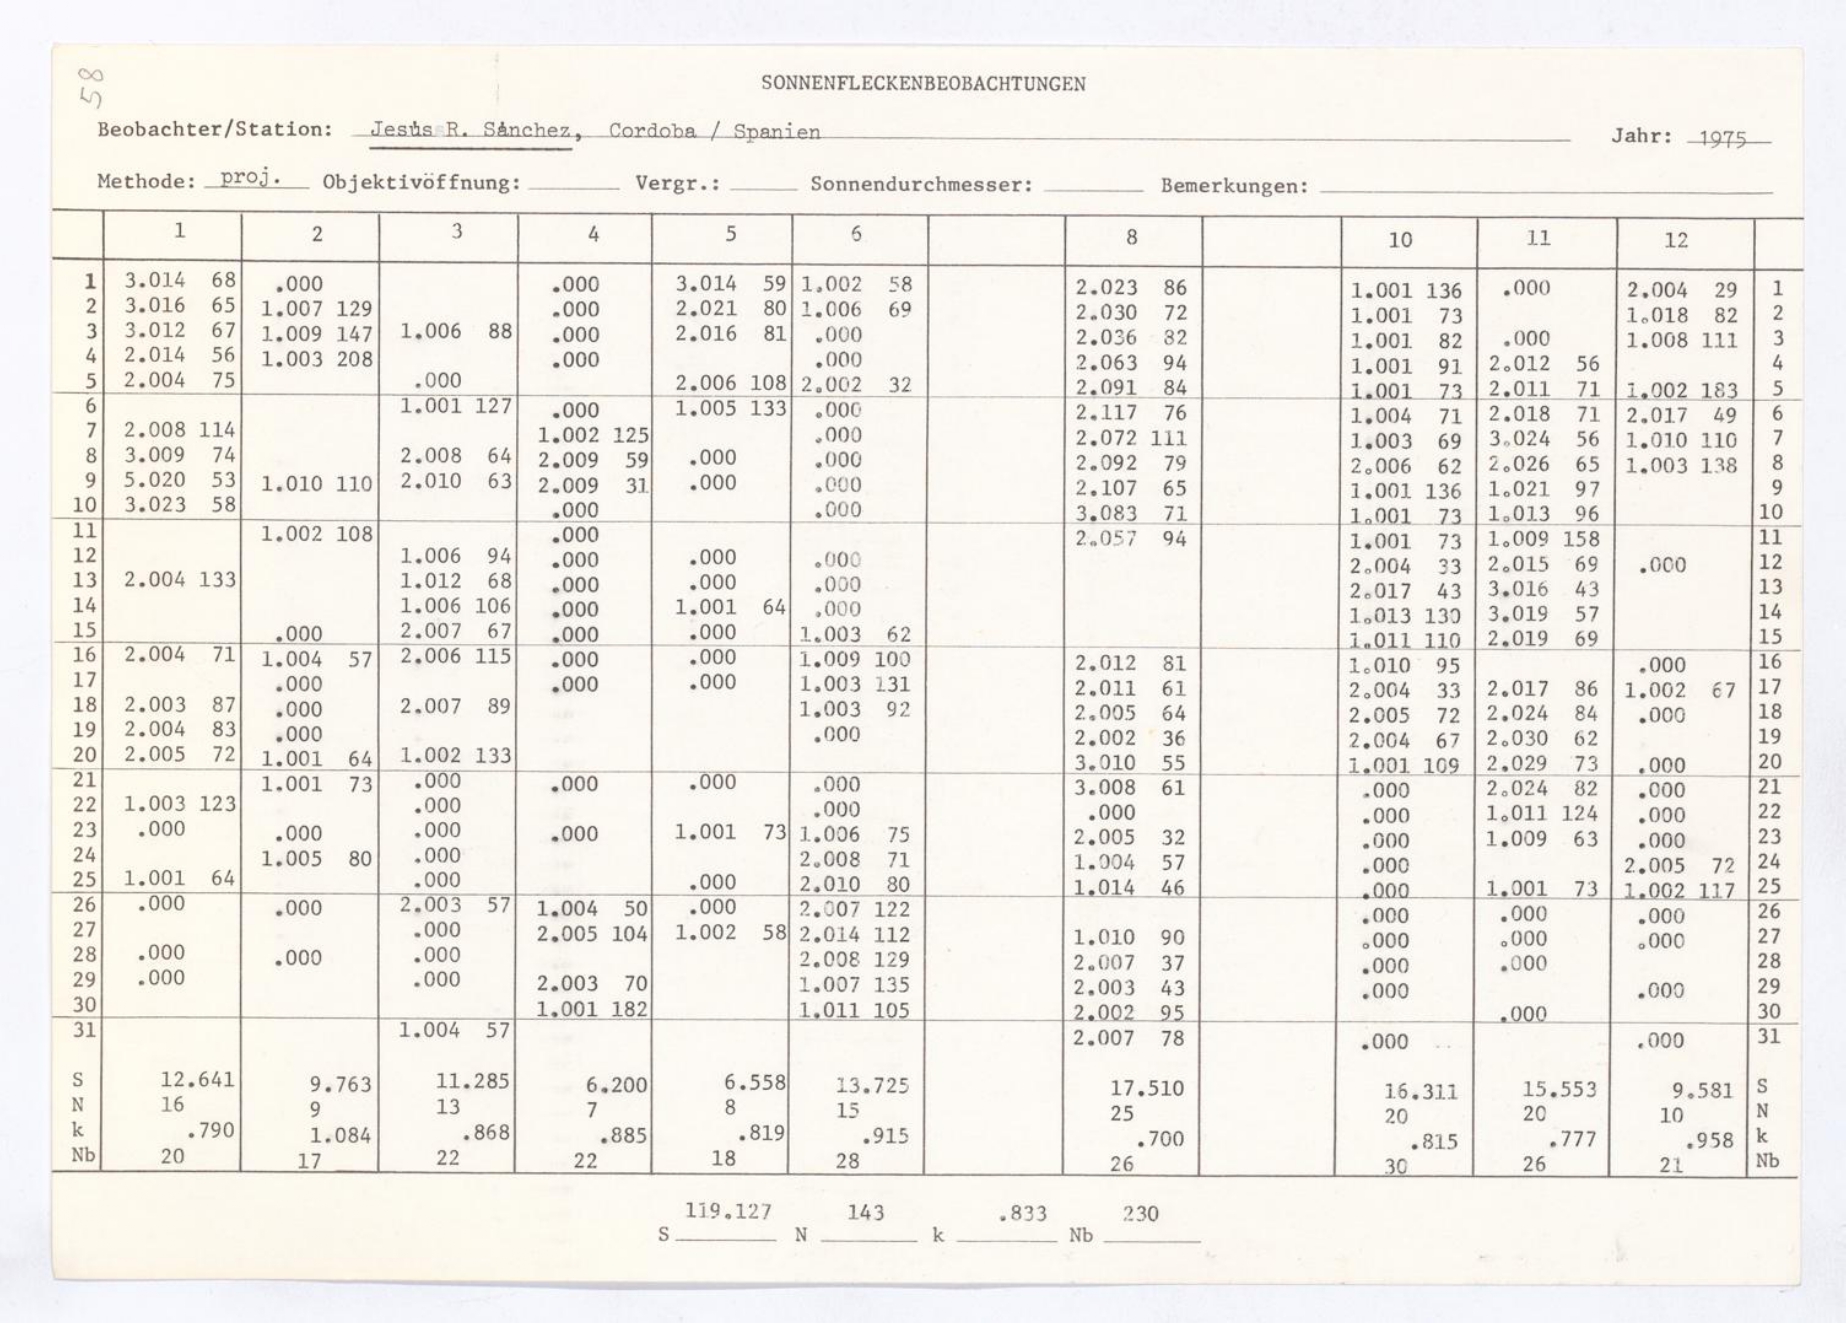 58
SONNENFLECKENBEOBACHTUNGEN
Beobachter/Station: Jesús R. Sánchez, Cordoba / Spanien Jahr: 1975
Methode: proj. Objektivöffnung: Vergr.: Sonnendurchmesser: Bemerkungen:
1 2 3 4 5 6 8 10 11 12
1 3.014 68 .000 .000 3.014 59 1.002 58 2.023 86 1.001 136 .000 2.004 29 1
2 3.016 65 1.007 129 .000 2.021 80 1.006 69 2.030 72 1.001 73 1.018 82 2
3 3.012 67 1.009 147 1.006 88 .000 2.016 81 .000 2.036 82 1.001 82 .000 1.008 111 3
4 2.014 56 1.003 208 .000 .000 2.063 94 1.001 91 2.012 56 4
5 2.004 75 .000 2.006 108 2.002 32 2.091 84 1.001 73 2.011 71 1.002 183 5
6 1.001 127 .000 1.005 133 .000 2.117 76 1.004 71 2.018 71 2.017 49 6
7 2.008 114 1.002 125 .000 2.072 111 1.003 69 3.024 56 1.010 110 7
8 3.009 74 2.008 64 2.009 59 .000 .000 2.092 79 2.006 62 2.026 65 1.003 138 8
9 5.020 53 1.010 110 2.010 63 2.009 31 .000 .000 2.107 65 1.001 136 1.021 97 9
10 3.023 58 .000 .000 3.083 71 1.001 73 1.013 96 10
11 1.002 108 .000 2.057 94 1.001 73 1.009 158 11
12 1.006 94 .000 .000 .000 2.004 33 2.015 69 .000 12
13 2.004 133 1.012 68 .000 .000 .000 2.017 43 3.016 43 13
14 1.006 106 .000 1.001 64 .000 1.013 130 3.019 57 14
15 .000 2.007 67 .000 .000 1.003 62 1.011 110 2.019 69 15
16 2.004 71 1.004 57 2.006 115 .000 .000 1.009 100 2.012 81 1.010 95 .000 16
17 .000 .000 .000 1.003 131 2.011 61 2.004 33 2.017 86 1.002 67 17
18 2.003 87 .000 2.007 89 1.003 92 2.005 64 2.005 72 2.024 84 .000 18
19 2.004 83 .000 .000 2.002 36 2.004 67 2.030 62 19
20 2.005 72 1.001 64 1.002 133 3.010 55 1.001 109 2.029 73 .000 20
21 1.001 73 .000 .000 .000 .000 3.008 61 .000 2.024 82 .000 21
22 1.003 123 .000 .000 .000 .000 1.011 124 .000 22
23 .000 .000 .000 .000 1.001 73 1.006 75 2.005 32 .000 1.009 63 .000 23
24 1.005 80 .000 2.008 71 1.004 57 .000 2.005 72 24
25 1.001 64 .000 .000 2.010 80 1.014 46 .000 1.001 73 1.002 117 25
26 .000 .000 2.003 57 1.004 50 .000 2.007 122 .000 .000 .000 26
27 .000 2.005 104 1.002 58 2.014 112 1.010 90 .000 .000 .000 27
28 .000 .000 .000 2.008 129 2.007 37 .000 .000 28
29 .000 .000 2.003 70 1.007 135 2.003 43 .000 .000 29
30 1.001 182 1.011 105 2.002 95 .000 30
31 1.004 57 2.007 78 .000 .000 31
S 12.641 9.763 11.285 6.200 6.558 13.725 17.510 16.311 15.553 9.581 S
N 16 9 13 7 8 15 25 20 20 10 N
k .790 1.084 .868 .885 .819 .915 .700 .815 .777 .958 k
Nb 20 17 22 22 18 28 26 30 26 21 Nb
S 119.127 N 143 k .833 Nb 230